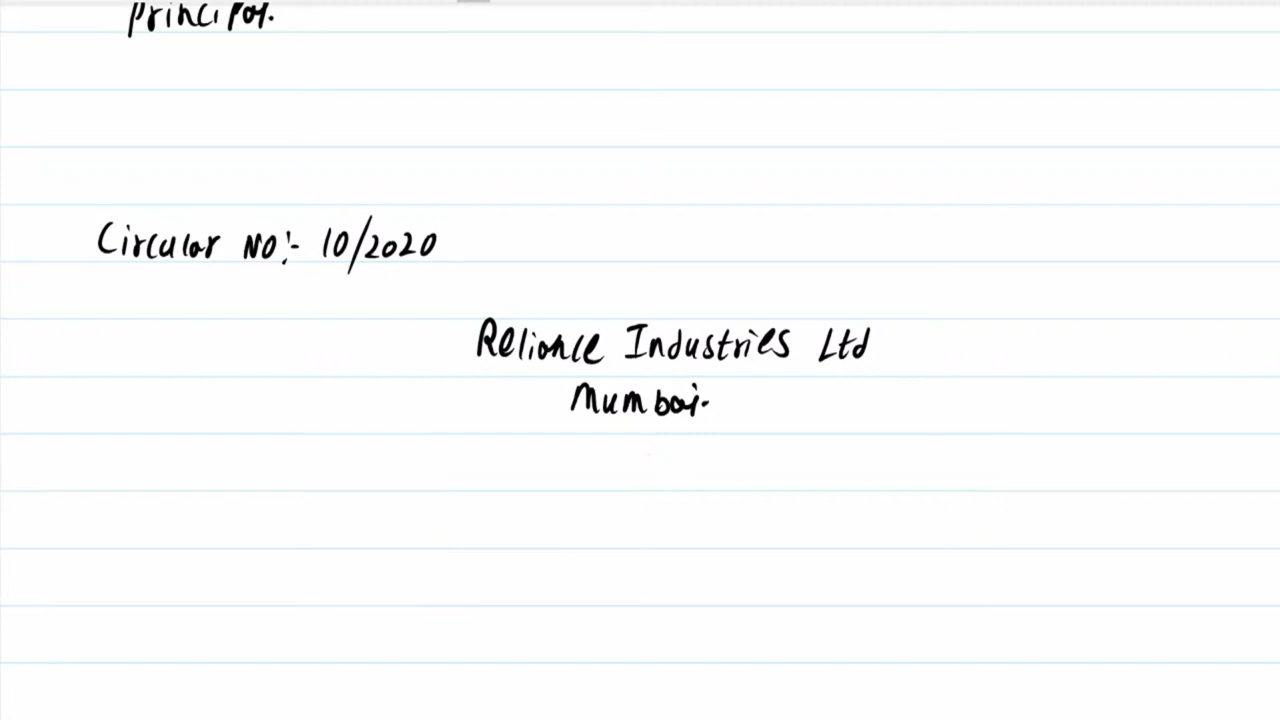 Principal.
Circular NO:- 10/2020
Reliance Industries Ltd
Mumbai.